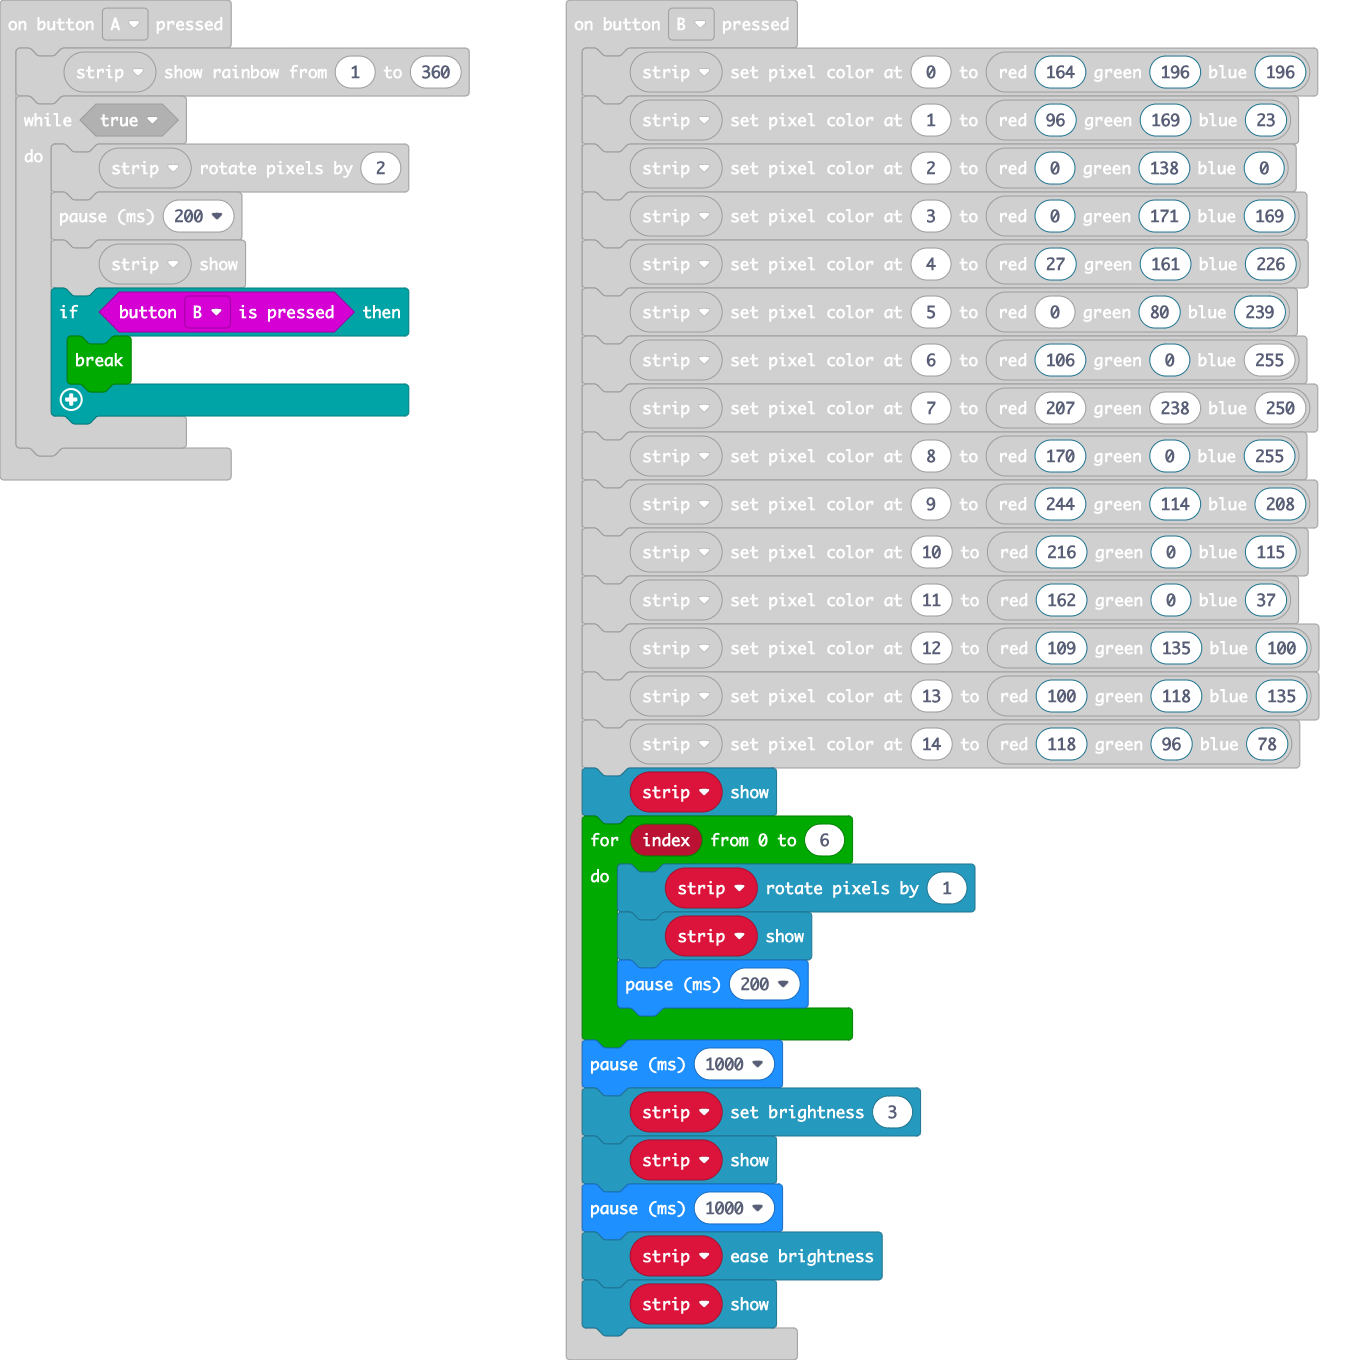 on button A pressed
strip show rainbow from 1 to 360
while true
do
strip rotate pixels by 2
pause (ms) 200
strip show
if button B is pressed then
break
on button B pressed
strip set pixel color at 0 to red 164 green 196 blue 196
strip set pixel color at 1 to red 96 green 169 blue 23
strip set pixel color at 2 to red 0 green 138 blue 0
strip set pixel color at 3 to red 0 green 171 blue 169
strip set pixel color at 4 to red 27 green 161 blue 226
strip set pixel color at 5 to red 0 green 80 blue 239
strip set pixel color at 6 to red 106 green 0 blue 255
strip set pixel color at 7 to red 207 green 238 blue 250
strip set pixel color at 8 to red 170 green 0 blue 255
strip set pixel color at 9 to red 244 green 114 blue 208
strip set pixel color at 10 to red 216 green 0 blue 115
strip set pixel color at 11 to red 162 green 0 blue 37
strip set pixel color at 12 to red 109 green 135 blue 100
strip set pixel color at 13 to red 100 green 118 blue 135
strip set pixel color at 14 to red 118 green 96 blue 78
strip show
for index from 0 to 6
do
strip rotate pixels by 1
strip show
pause (ms) 200
pause (ms) 1000
strip set brightness 3
strip show
pause (ms) 1000
strip ease brightness
strip show